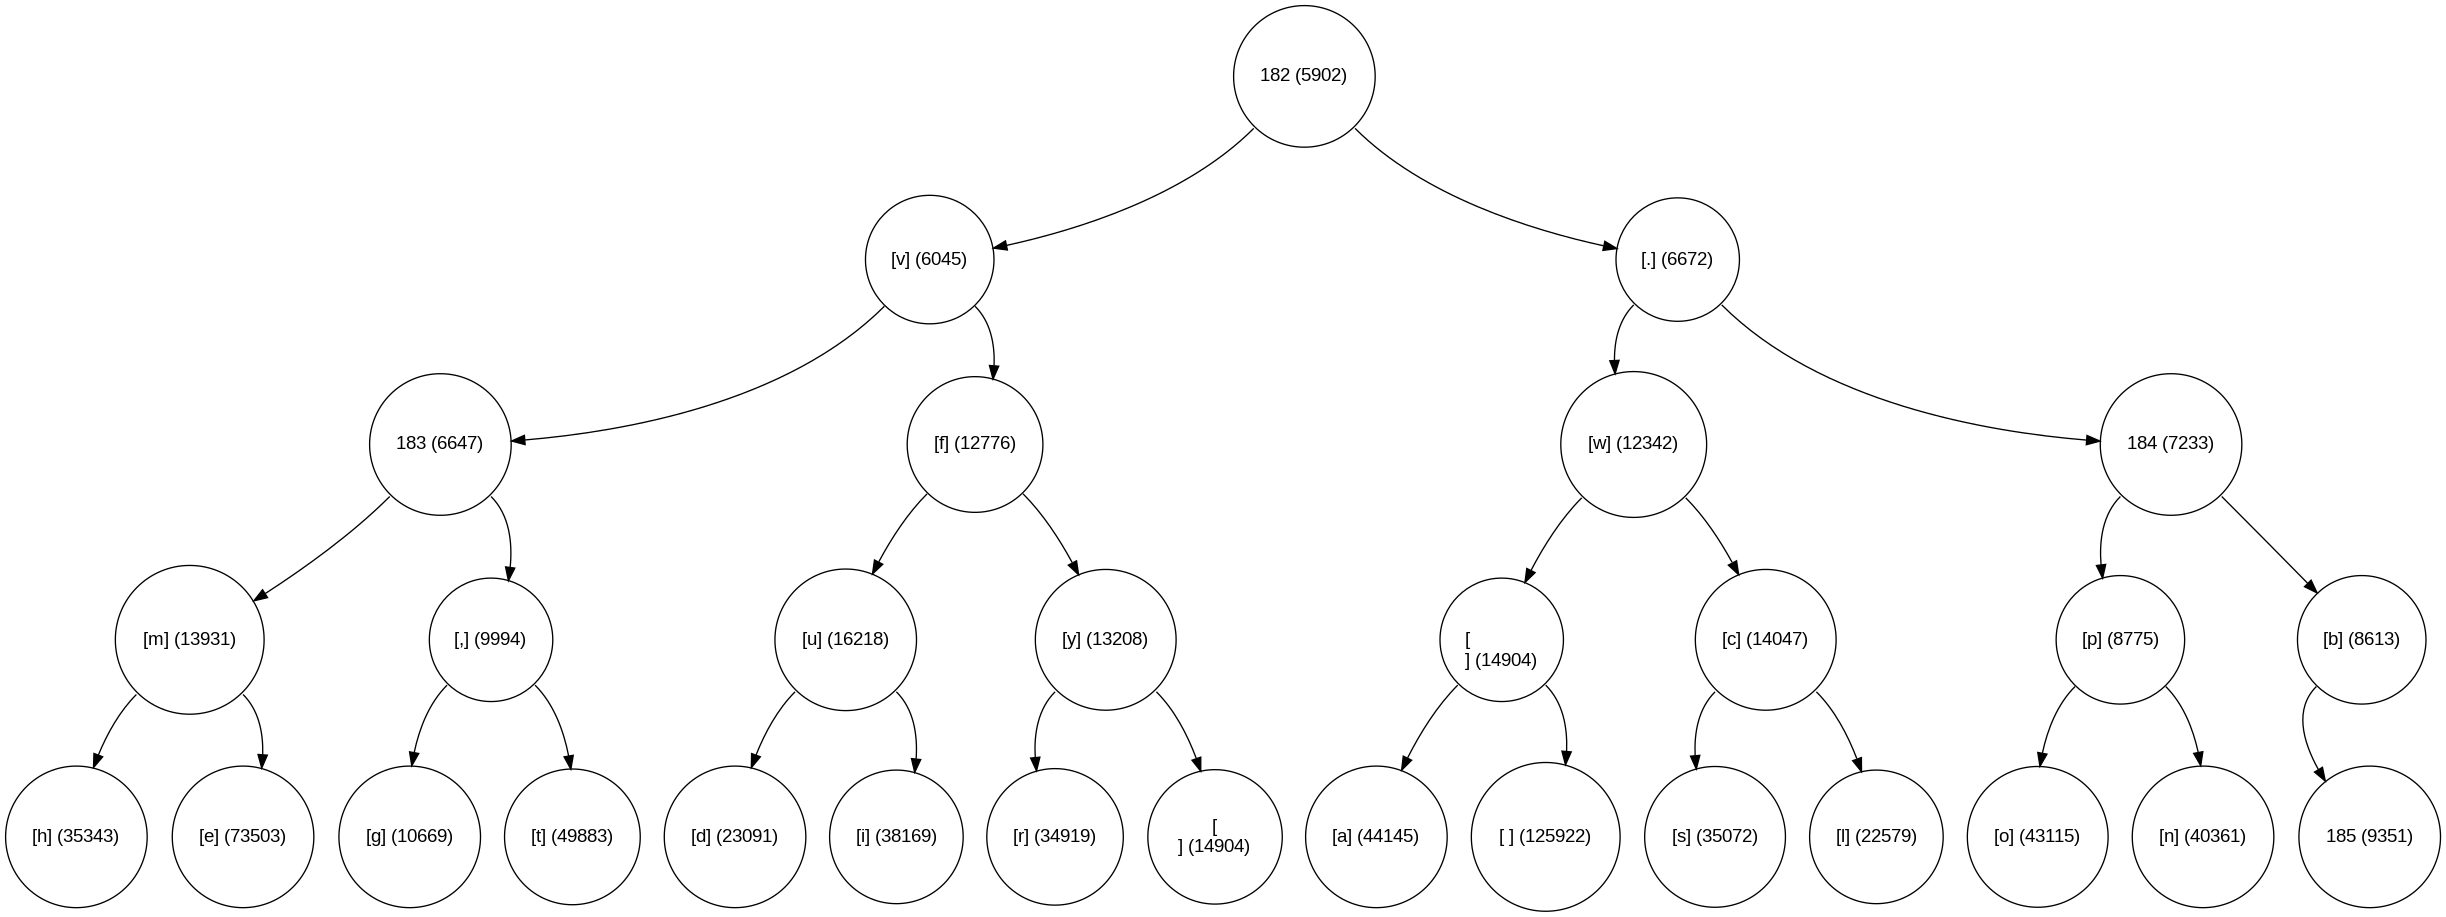 182 (5902)
[v] (6045)
[.] (6672)
183 (6647)
[f] (12776)
[w] (12342)
184 (7233)
[m] (13931)
[,] (9994)
[u] (16218)
[y] (13208)
[
] (14904)
[c] (14047)
[p] (8775)
[b] (8613)
[h] (35343)
[e] (73503)
[g] (10669)
[t] (49883)
[d] (23091)
[i] (38169)
[r] (34919)
[
] (14904)
[a] (44145)
[ ] (125922)
[s] (35072)
[l] (22579)
[o] (43115)
[n] (40361)
185 (9351)